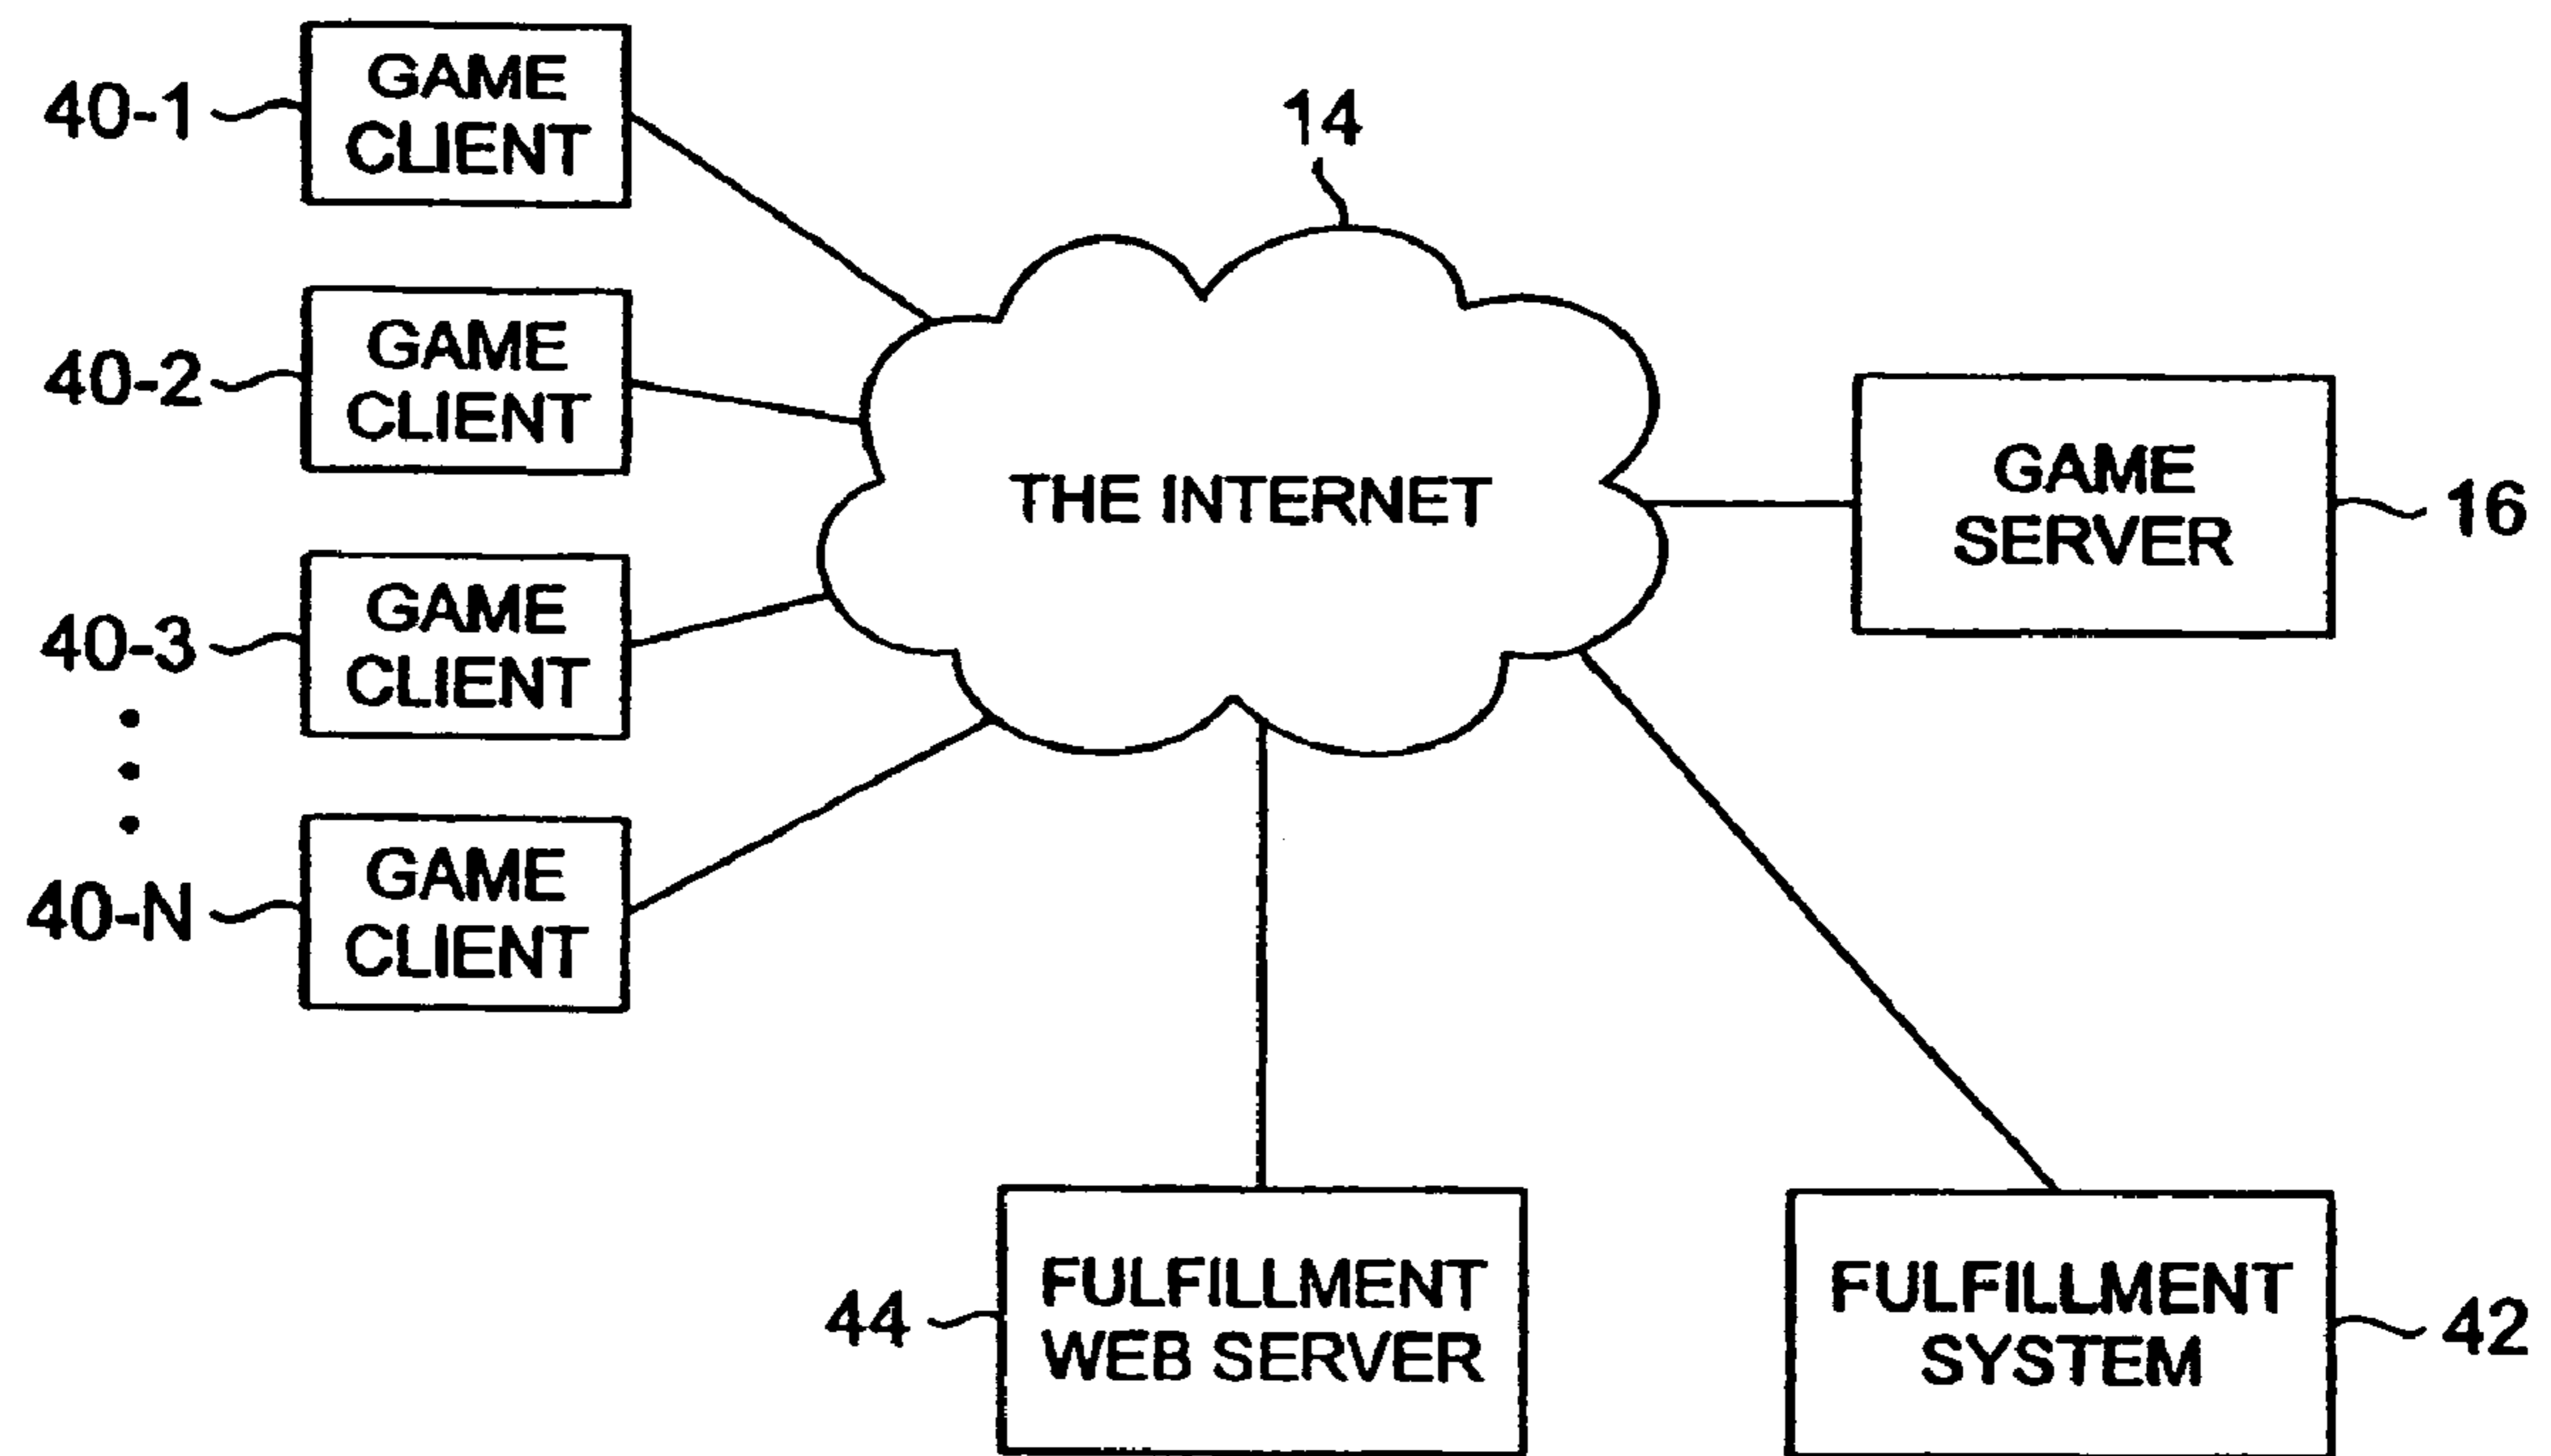 40-1
GAME
CLIENT
14
40-2
GAME
CLIENT
THE INTERNET
GAME
SERVER
16
40-3
GAME
CLIENT
40-N
GAME
CLIENT
44
FULFILLMENT
WEB SERVER
FULFILLMENT
SYSTEM
42